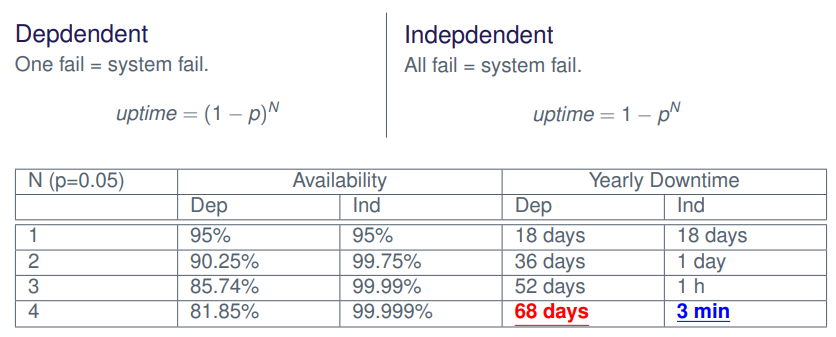 Depdendent
One fail = system fail.
uptime = (1 − p)^N
Indepdendent
All fail = system fail.
uptime = 1 − p^N
N (p=0.05) Availability Yearly Downtime
Dep Ind Dep Ind
1 95% 95% 18 days 18 days
2 90.25% 99.75% 36 days 1 day
3 85.74% 99.99% 52 days 1 h
4 81.85% 99.999% 68 days 3 min